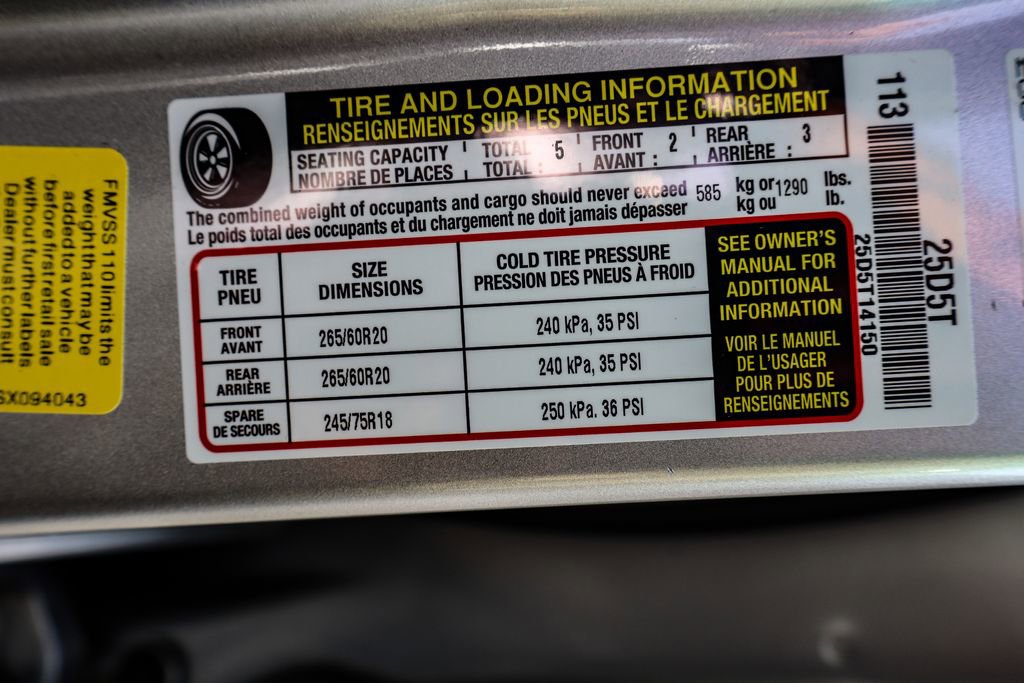 TIRE AND LOADING INFORMATION
RENSEIGNEMENTS SUR LES PNEUS ET LE CHARGEMENT
SEATING CAPACITY TOTAL 5 FRONT 2 REAR 3
NOMBRE DE PLACES TOTAL : AVANT : ARRIÈRE :
The combined weight of occupants and cargo should never exceed 585 kg or 1290 lbs.
Le poids total des occupants et du chargement ne doit jamais dépasser kg ou lb.
TIRE
PNEU
SIZE
DIMENSIONS
COLD TIRE PRESSURE
PRESSION DES PNEUS À FROID
FRONT
AVANT
265/60R20
240 kPa, 35 PSI
REAR
ARRIÈRE
265/60R20
240 kPa, 35 PSI
SPARE
DE SECOURS
245/75R18
250 kPa. 36 PSI
SEE OWNER'S
MANUAL FOR
ADDITIONAL
INFORMATION
VOIR LE MANUEL
DE L'USAGER
POUR PLUS DE
RENSEIGNEMENTS
113
25D5T14150
25D5T
FMVSS 110 limits the
weight that may be
added to a vehicle
before first retail sale
without further labels
Dealer must consult
SX094043